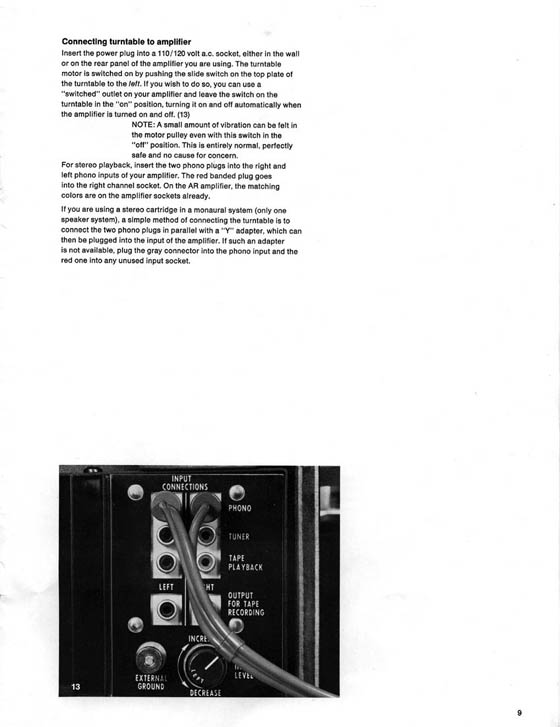 Connecting turntable to amplifier
Insert the power plug into a 110/120 volt a.c. socket, either in the wall
or on the rear panel of the amplifier you are using. The turntable
motor is switched on by pushing the slide switch on the top plate of
the turntable to the left. If you wish to do so, you can use a
"switched" outlet on your amplifier and leave the switch on the
turntable in the "on" position, turning it on and off automatically when
the amplifier is turned on and off. (13)
NOTE: A small amount of vibration can be felt in
the motor pulley even with this switch in the
"off" position. This is entirely normal, perfectly
safe and no cause for concern.
For stereo playback, insert the two phono plugs into the right and
left phono inputs of your amplifier. The red banded plug goes
into the right channel socket. On the AR amplifier, the matching
colors are on the amplifier sockets already.
If you are using a stereo cartridge in a monaural system (only one
speaker system), a simple method of connecting the turntable is to
connect the two phono plugs in parallel with a "Y" adapter, which can
then be plugged into the input of the amplifier. If such an adapter
is not available, plug the gray connector into the phono input and the
red one into any unused input socket.
INPUT
CONNECTIONS
PHONO
TUNER
TAPE
PLAYBACK
LEFT
HT
OUTPUT
FOR TAPE
RECORDING
INCRE
LEFT
LEVEL
EXTERNAL
GROUND
DECREASE
13
9